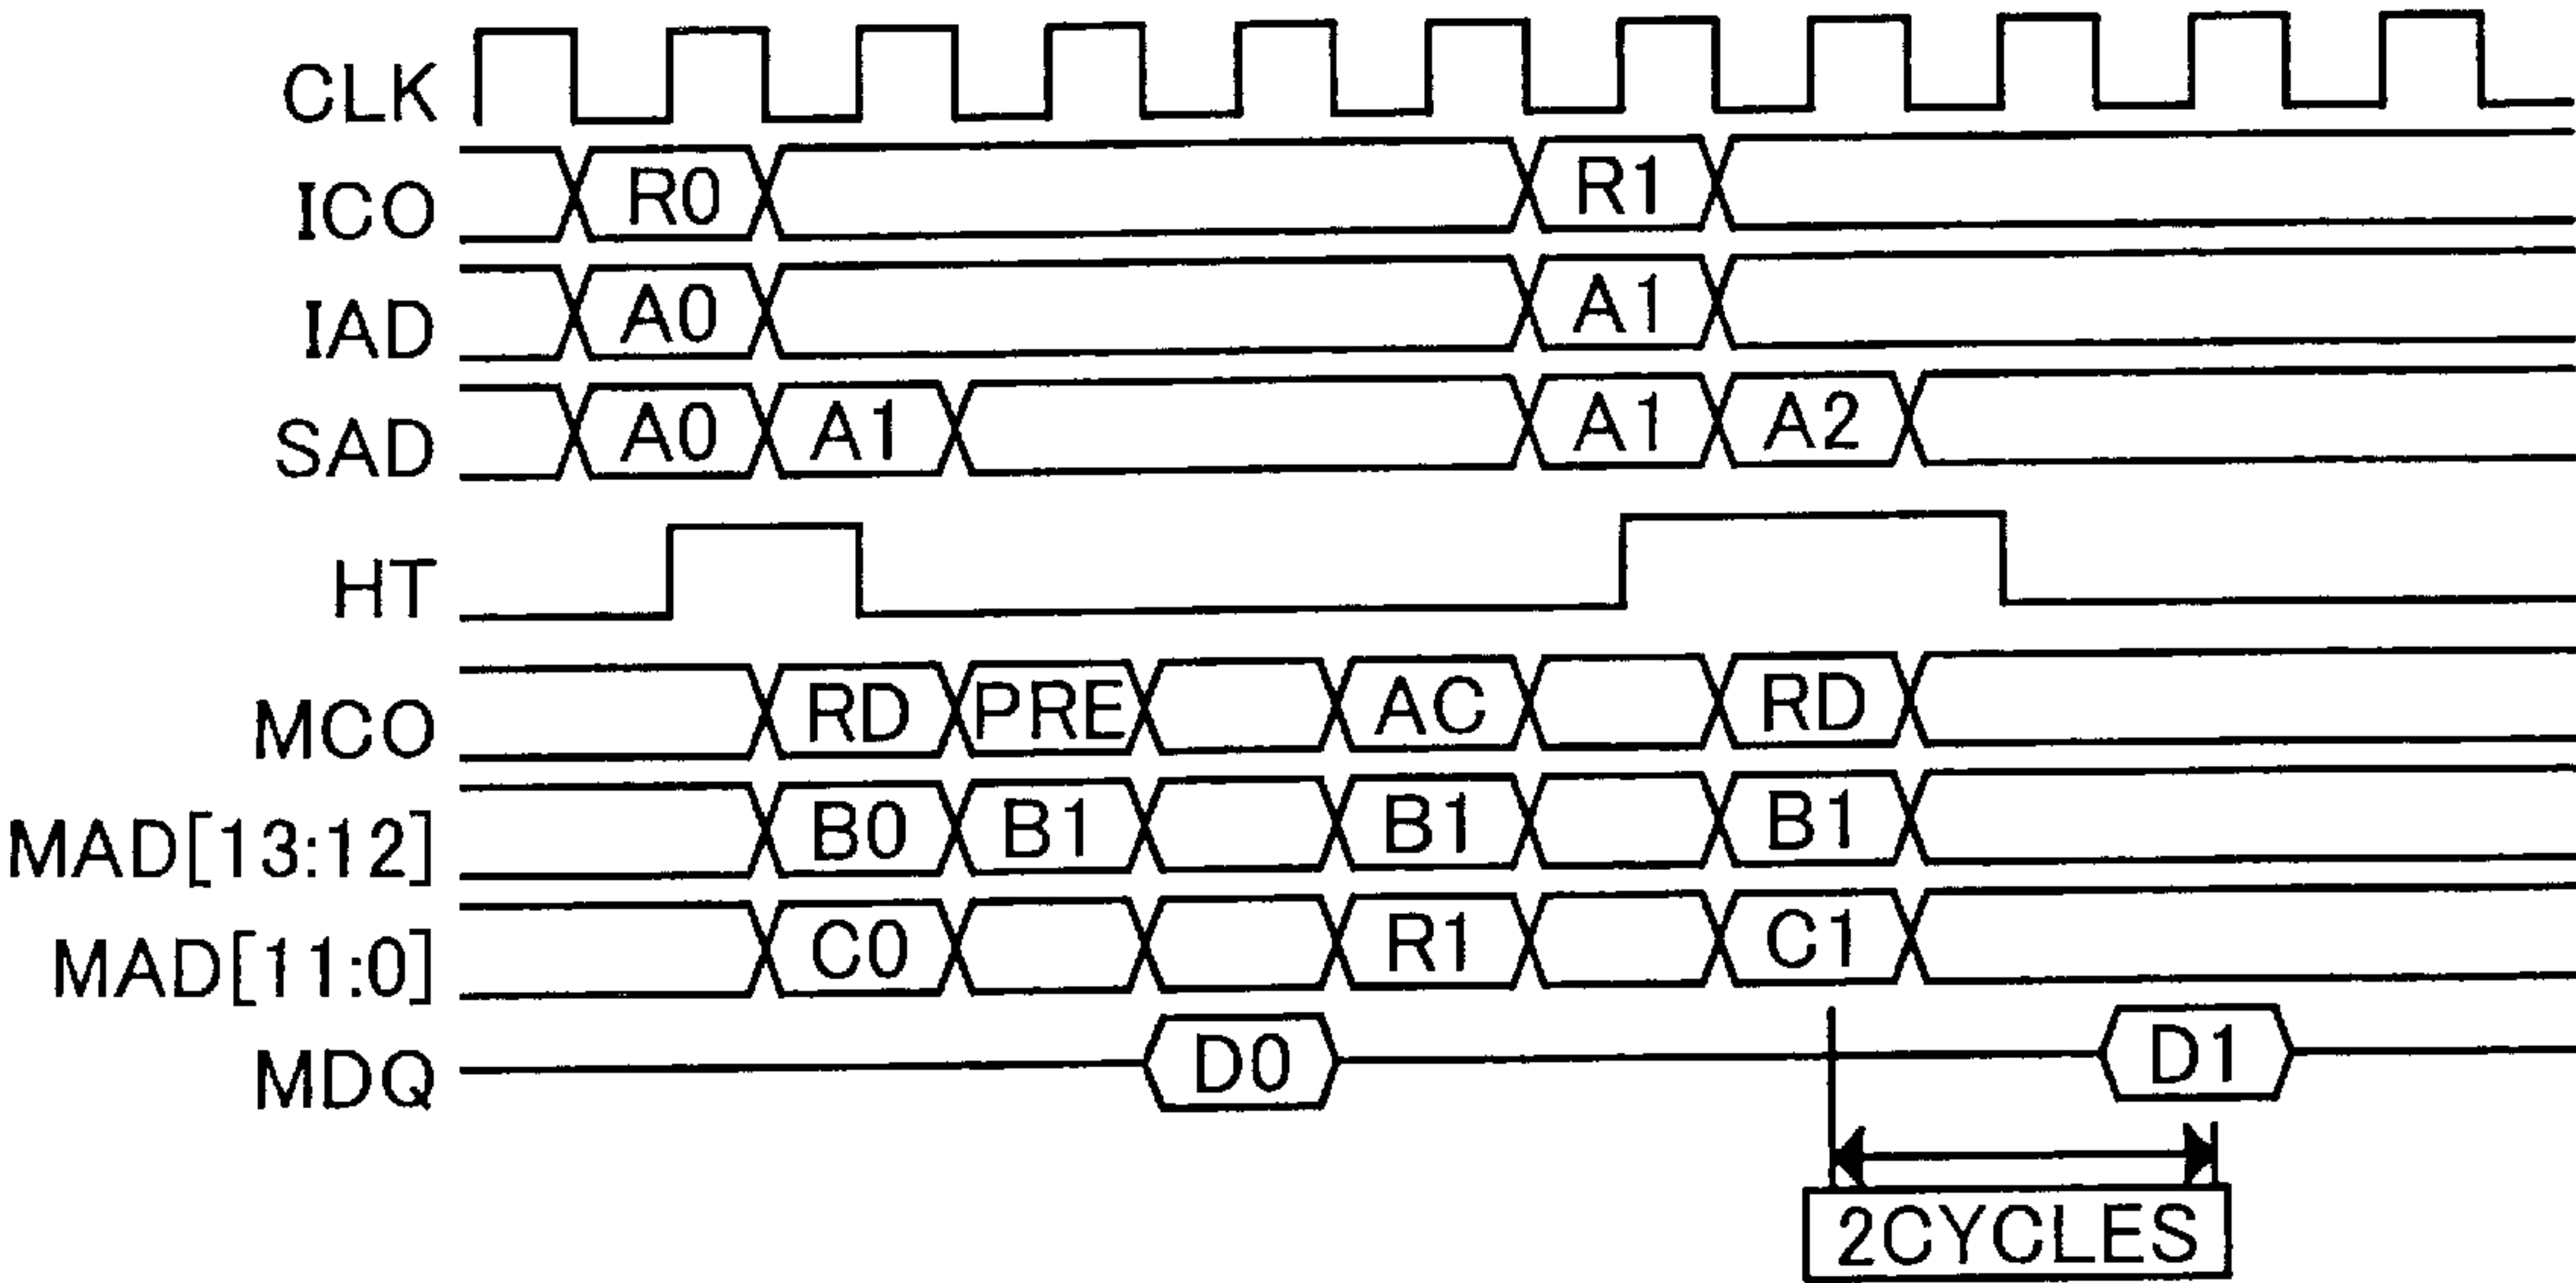 CLK
ICO R0 R1
IAD A0 A1
SAD A0 A1 A1 A2
HT
MCO RD PRE AC RD
MAD[13:12] B0 B1 B1 B1
MAD[11:0] C0 R1 C1
MDQ D0 D1
2CYCLES